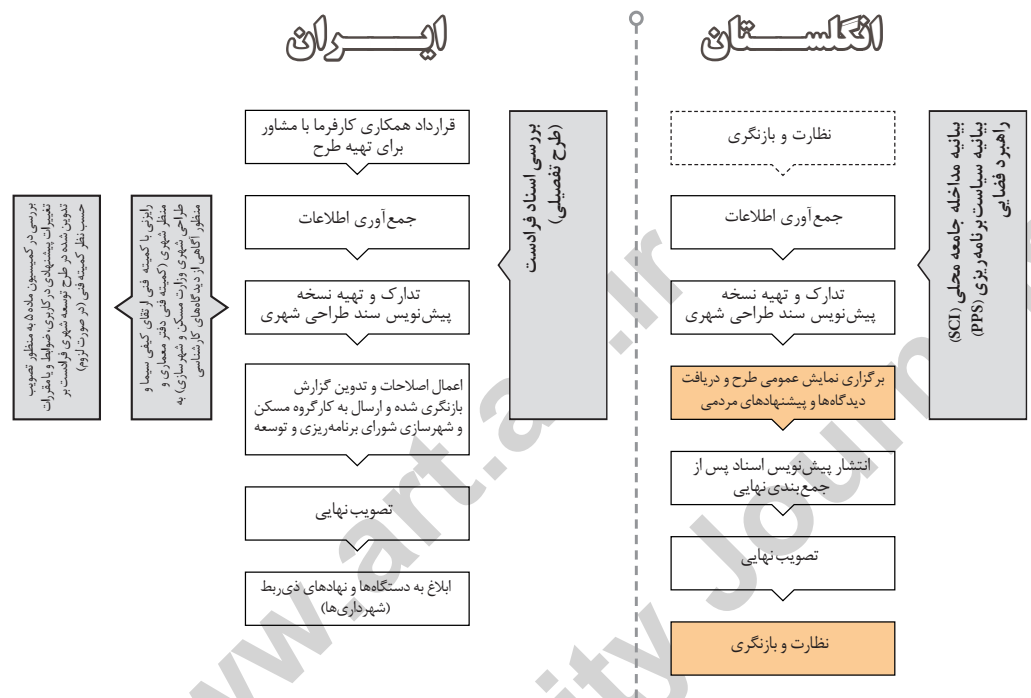 انگلستان
نظارت و بازنگری
جمع‌آوری اطلاعات
تدارک و تهیه نسخه
پیش‌نویس سند طراحی شهری
برگزاری نمایش عمومی طرح و دریافت
دیدگاه‌ها و پیشنهادهای مردمی
انتشار پیش‌نویس اسناد پس از
جمع‌بندی نهایی
تصویب نهایی
نظارت و بازنگری
بیانیه مداخله جامعه محلی (SCI)
بیانیه سیاست برنامه‌ریزی (PPS)
راهبرد فضایی
ایران
قرارداد همکاری کارفرما با مشاور
برای تهیه طرح
جمع‌آوری اطلاعات
تدارک و تهیه نسخه
پیش‌نویس سند طراحی شهری
اعمال اصلاحات و تدوین گزارش
بازنگری شده و ارسال به کارگروه مسکن
و شهرسازی شورای برنامه‌ریزی و توسعه
تصویب نهایی
ابلاغ به دستگاه‌ها و نهادهای ذی‌ربط
(شهرداری‌ها)
بررسی اسناد فرادست
(طرح تفصیلی)
رایزنی با کمیته فنی ارتقای کیفی سیما و
منظر شهری (کمیته فنی دفتر معماری و
طراحی شهری وزارت مسکن و شهرسازی) به
منظور آگاهی از دیدگاه‌های کارشناسی
بررسی در کمیسیون ماده ۵ به منظور تصویب
تغییرات پیشنهادی در کاربری، ضوابط و یا مقررات
تدوین شده در طرح توسعه شهری فرادست بر
حسب نظر کمیته فنی (در صورت لزوم)
www.art.ac.ir